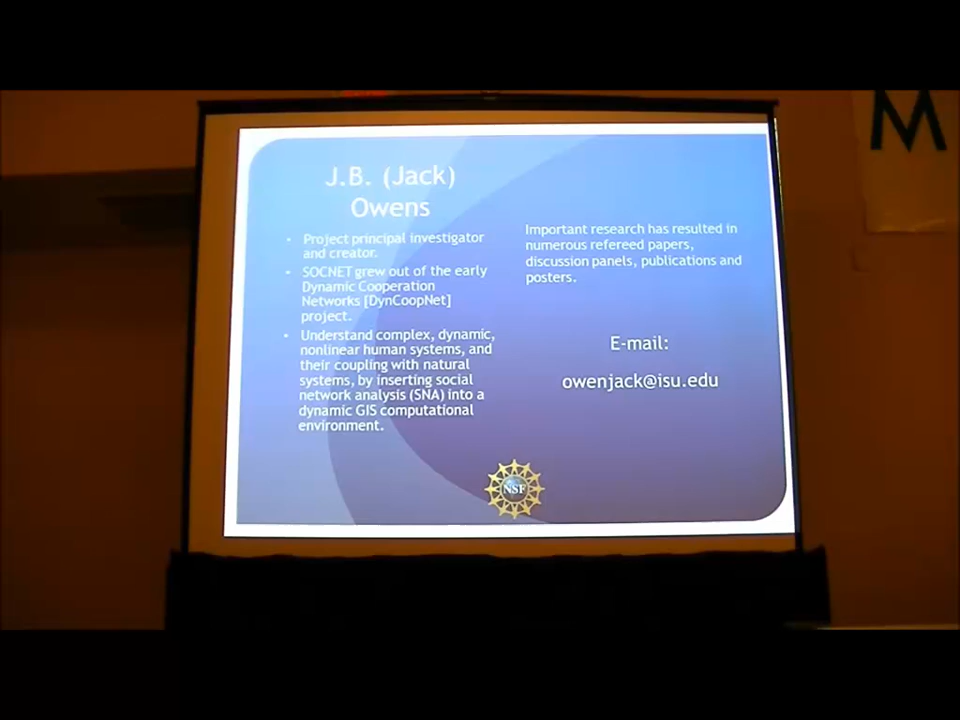 J.B. (Jack)
Owens
• Project principal investigator
and creator.
• SOCNET grew out of the early
Dynamic Cooperation
Networks [DynCoopNet]
project.
• Understand complex, dynamic,
nonlinear human systems, and
their coupling with natural
systems, by inserting social
network analysis (SNA) into a
dynamic GIS computational
environment.
Important research has resulted in
numerous refereed papers,
discussion panels, publications and
posters.
E-mail:
owenjack@isu.edu
NSF
M